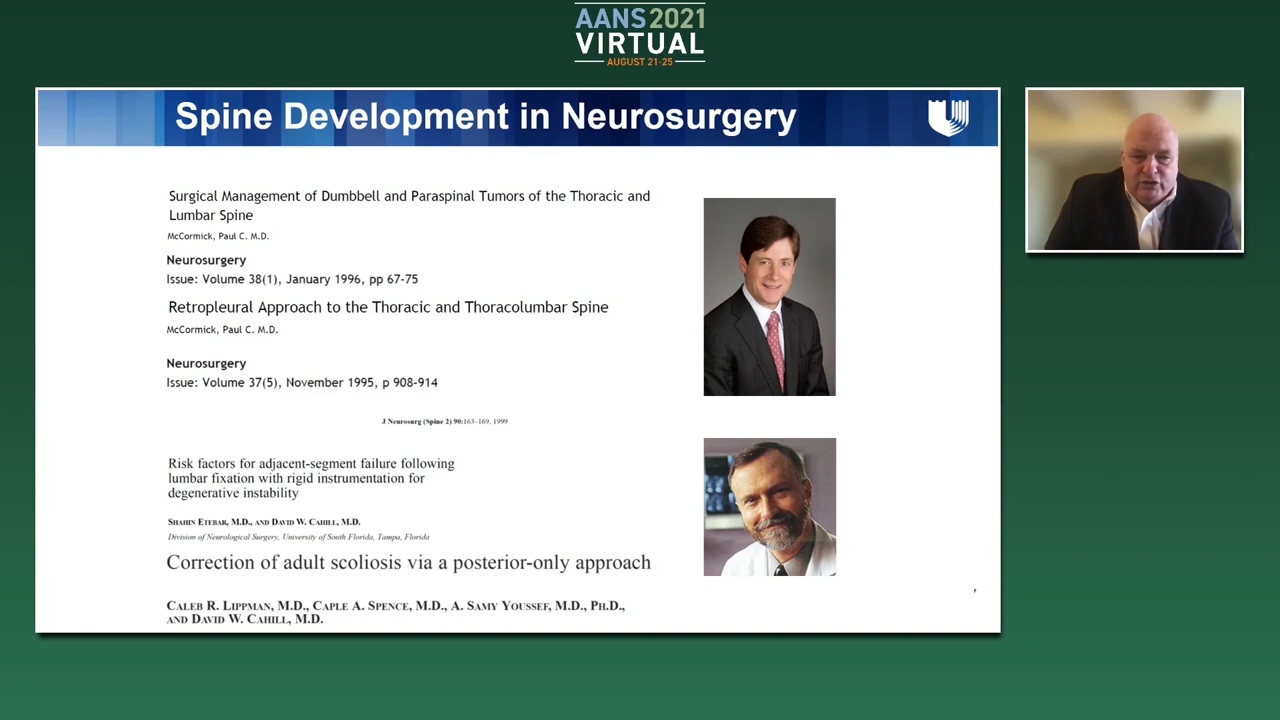 AANS2021
VIRTUAL
AUGUST 21-25
Spine Development in Neurosurgery
Surgical Management of Dumbbell and Paraspinal Tumors of the Thoracic and
Lumbar Spine
McCormick, Paul C. M.D.
Neurosurgery
Issue: Volume 38(1), January 1996, pp 67-75
Retropleural Approach to the Thoracic and Thoracolumbar Spine
McCormick, Paul C. M.D.
Neurosurgery
Issue: Volume 37(5), November 1995, p 908-914
J Neurosurg (Spine 2) 90:163–169, 1999
Risk factors for adjacent-segment failure following
lumbar fixation with rigid instrumentation for
degenerative instability
SHAHIN ETEBAR, M.D., AND DAVID W. CAHILL, M.D.
Division of Neurological Surgery, University of South Florida, Tampa, Florida
Correction of adult scoliosis via a posterior-only approach
CALEB R. LIPPMAN, M.D., CAPLE A. SPENCE, M.D., A. SAMY YOUSSEF, M.D., PH.D.,
AND DAVID W. CAHILL, M.D.